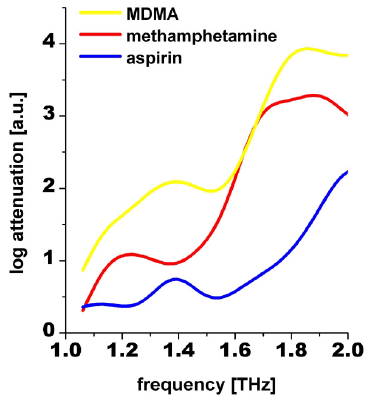 MDMA
methamphetamine
aspirin
log attenuation [a.u.]
4
3
2
1
0
1.0 1.2 1.4 1.6 1.8 2.0
frequency [THz]